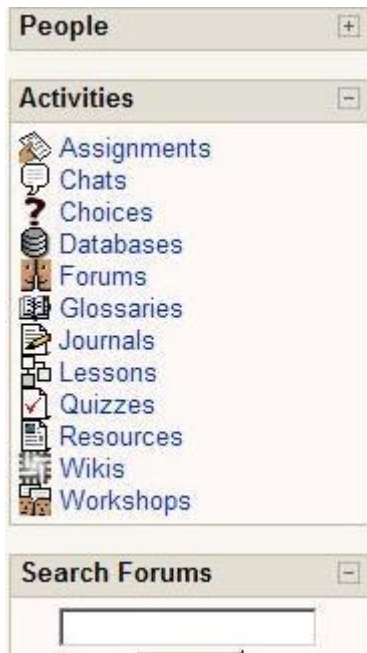 People
Activities
Assignments
Chats
Choices
Databases
Forums
Glossaries
Journals
Lessons
Quizzes
Resources
Wikis
Workshops
Search Forums